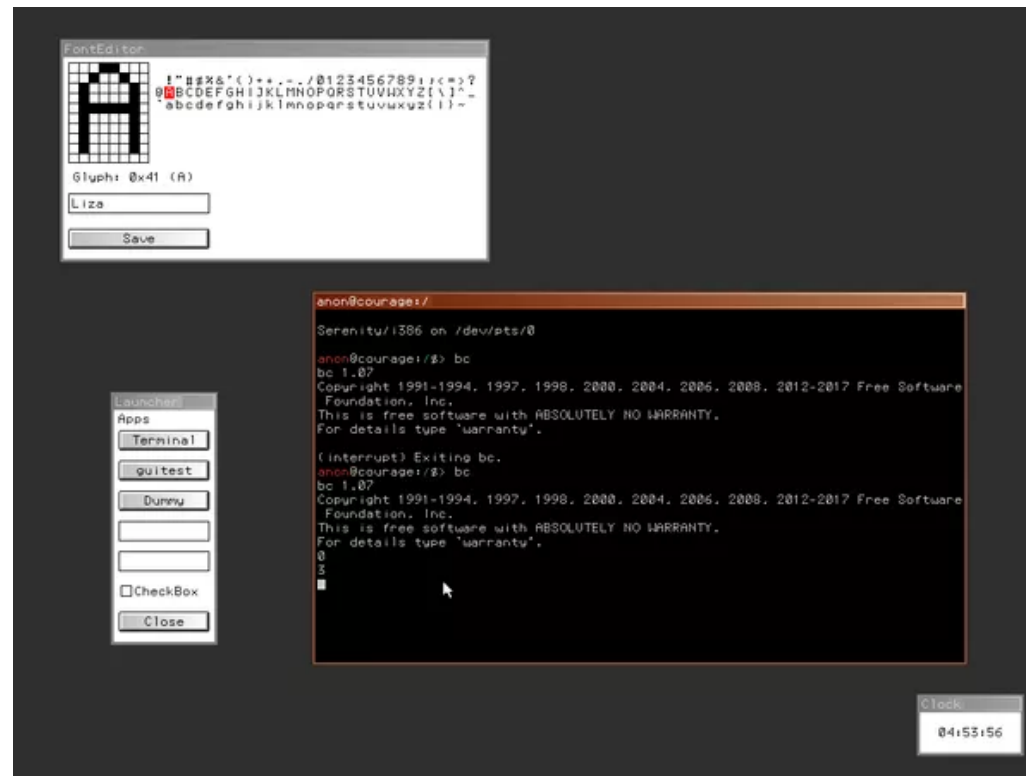 FontEditor
!"#$%&'()*+,-./0123456789:;<=>?
@ABCDEFGHIJKLMNOPQRSTUVWXYZ[\]^_
`abcdefghijklmnopqrstuvwxyz{|}~
Glyph: 0x41 (A)
Liza
Save
anon@courage:/
Serenity/i386 on /dev/pts/0
anon@courage:/$> bc
bc 1.07
Copyright 1991-1994, 1997, 1998, 2000, 2004, 2006, 2008, 2012-2017 Free Software
Foundation, Inc.
This is free software with ABSOLUTELY NO WARRANTY.
For details type `warranty'.
(interrupt) Exiting bc.
anon@courage:/$> bc
bc 1.07
Copyright 1991-1994, 1997, 1998, 2000, 2004, 2006, 2008, 2012-2017 Free Software
Foundation, Inc.
This is free software with ABSOLUTELY NO WARRANTY.
For details type `warranty'.
0
3
Launcher
Apps
Terminal
guitest
Dummy
CheckBox
Close
Clock
04:53:56